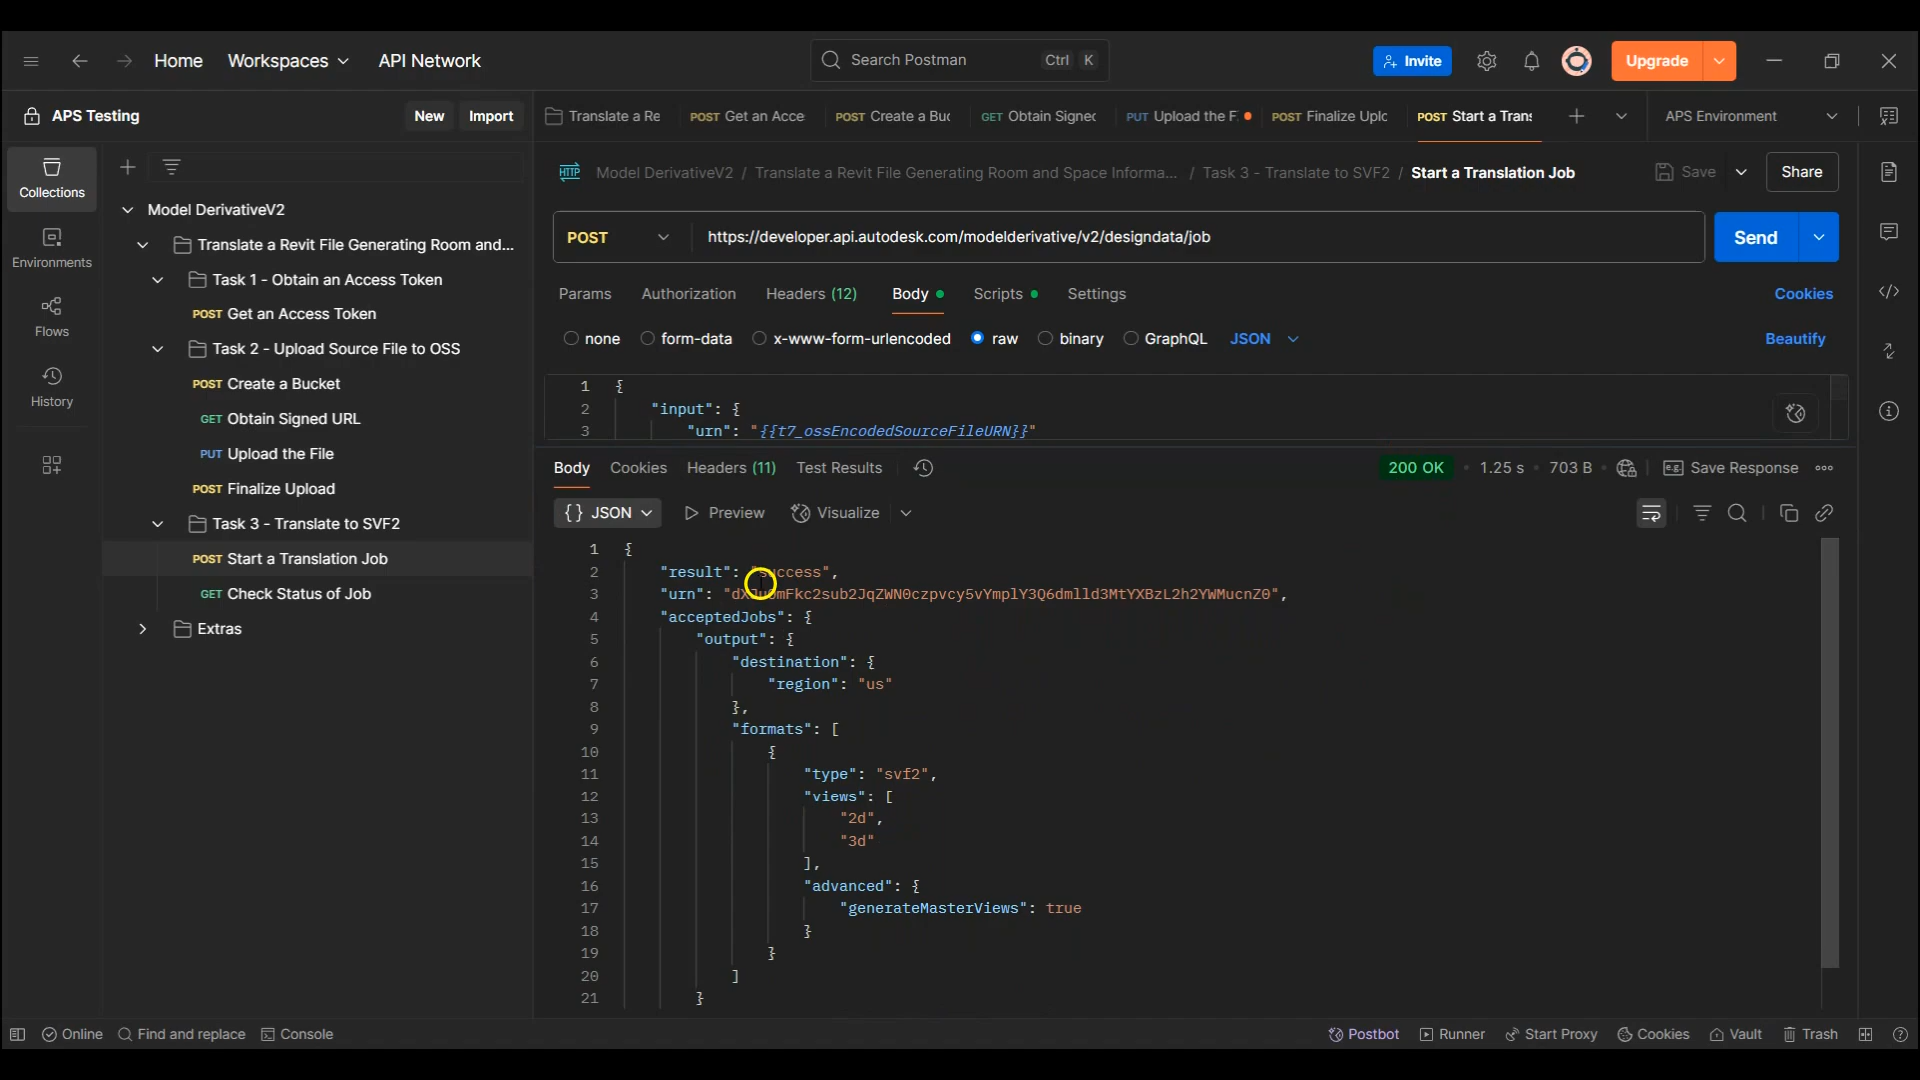 Home Workspaces API Network Search Postman Ctrl K Invite Upgrade
APS Testing New Import
Translate a Re POST Get an Acce POST Create a Buc GET Obtain Signec PUT Upload the F. POST Finalize Uplc POST Start a Trans APS Environment
Collections
Environments
Flows
History
Model DerivativeV2
Translate a Revit File Generating Room and...
Task 1 - Obtain an Access Token
POST Get an Access Token
Task 2 - Upload Source File to OSS
POST Create a Bucket
GET Obtain Signed URL
PUT Upload the File
POST Finalize Upload
Task 3 - Translate to SVF2
POST Start a Translation Job
GET Check Status of Job
Extras
HTTP Model DerivativeV2 / Translate a Revit File Generating Room and Space Informa... / Task 3 - Translate to SVF2 / Start a Translation Job Save Share
POST https://developer.api.autodesk.com/modelderivative/v2/designdata/job Send
Params Authorization Headers (12) Body Scripts Settings Cookies
none form-data x-www-form-urlencoded raw binary GraphQL JSON Beautify
1 {
2 "input": {
3 "urn": "{{t7_ossEncodedSourceFileURN}}"
Body Cookies Headers (11) Test Results 200 OK 1.25 s 703 B e.g. Save Response
{} JSON Preview Visualize
1 {
2 "result": "success",
3 "urn":
4 "acceptedJobs": {
5 "output": {
6 "destination": {
7 "region": "us"
8 },
9 "formats": [
10 {
11 "type": "svf2",
12 "views": [
13 "2d",
14 "3d"
15 ],
16 "advanced": {
17 "generateMasterViews": true
18 }
19 }
20 ]
21 }
Online Find and replace Console Postbot Runner Start Proxy Cookies Vault Trash